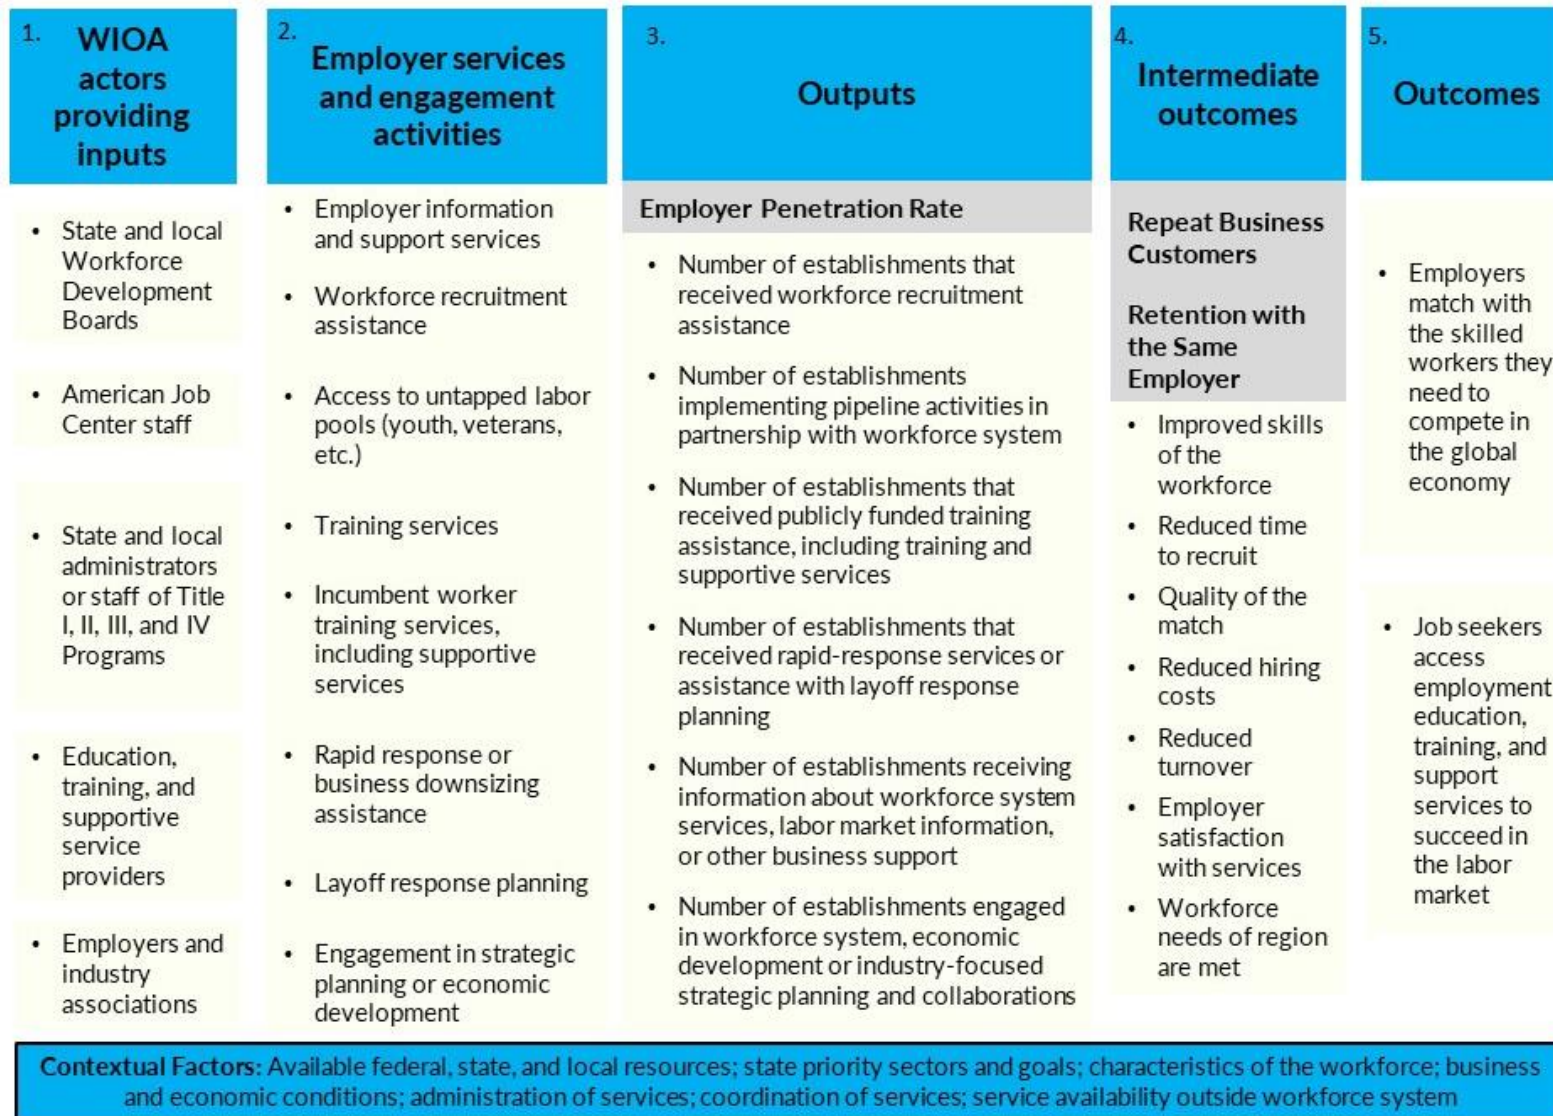 1.
WIOA
actors
providing
inputs
• State and local
Workforce
Development
Boards
• American Job
Center staff
• State and local
administrators
or staff of Title
I, II, III, and IV
Programs
• Education,
training, and
supportive
service
providers
• Employers and
industry
associations
2.
Employer services
and engagement
activities
• Employer information
and support services
• Workforce recruitment
assistance
• Access to untapped labor
pools (youth, veterans,
etc.)
• Training services
• Incumbent worker
training services,
including supportive
services
• Rapid response or
business downsizing
assistance
• Layoff response planning
• Engagement in strategic
planning or economic
development
3.
Outputs
Employer Penetration Rate
• Number of establishments that
received workforce recruitment
assistance
• Number of establishments
implementing pipeline activities in
partnership with workforce system
• Number of establishments that
received publicly funded training
assistance, including training and
supportive services
• Number of establishments that
received rapid-response services or
assistance with layoff response
planning
• Number of establishments receiving
information about workforce system
services, labor market information,
or other business support
• Number of establishments engaged
in workforce system, economic
development or industry-focused
strategic planning and collaborations
4.
Intermediate
outcomes
Repeat Business
Customers
Retention with
the Same
Employer
• Improved skills
of the
workforce
• Reduced time
to recruit
• Quality of the
match
• Reduced hiring
costs
• Reduced
turnover
• Employer
satisfaction
with services
• Workforce
needs of region
are met
5.
Outcomes
• Employers
match with
the skilled
workers they
need to
compete in
the global
economy
• Job seekers
access
employment
education,
training, and
support
services to
succeed in
the labor
market
Contextual Factors: Available federal, state, and local resources; state priority sectors and goals; characteristics of the workforce; business
and economic conditions; administration of services; coordination of services; service availability outside workforce system